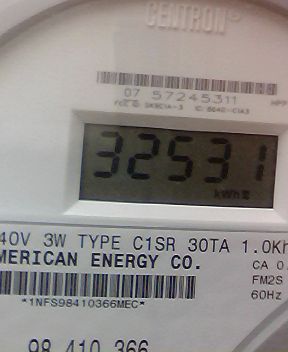 CENTRON®
07 57245311
32531
kWh
40V 3W TYPE C1SR 30TA 1.0Kh
MERICAN ENERGY CO.
CA 0.
FM2S
*1NFS98410366MEC*
60Hz
98 410 366